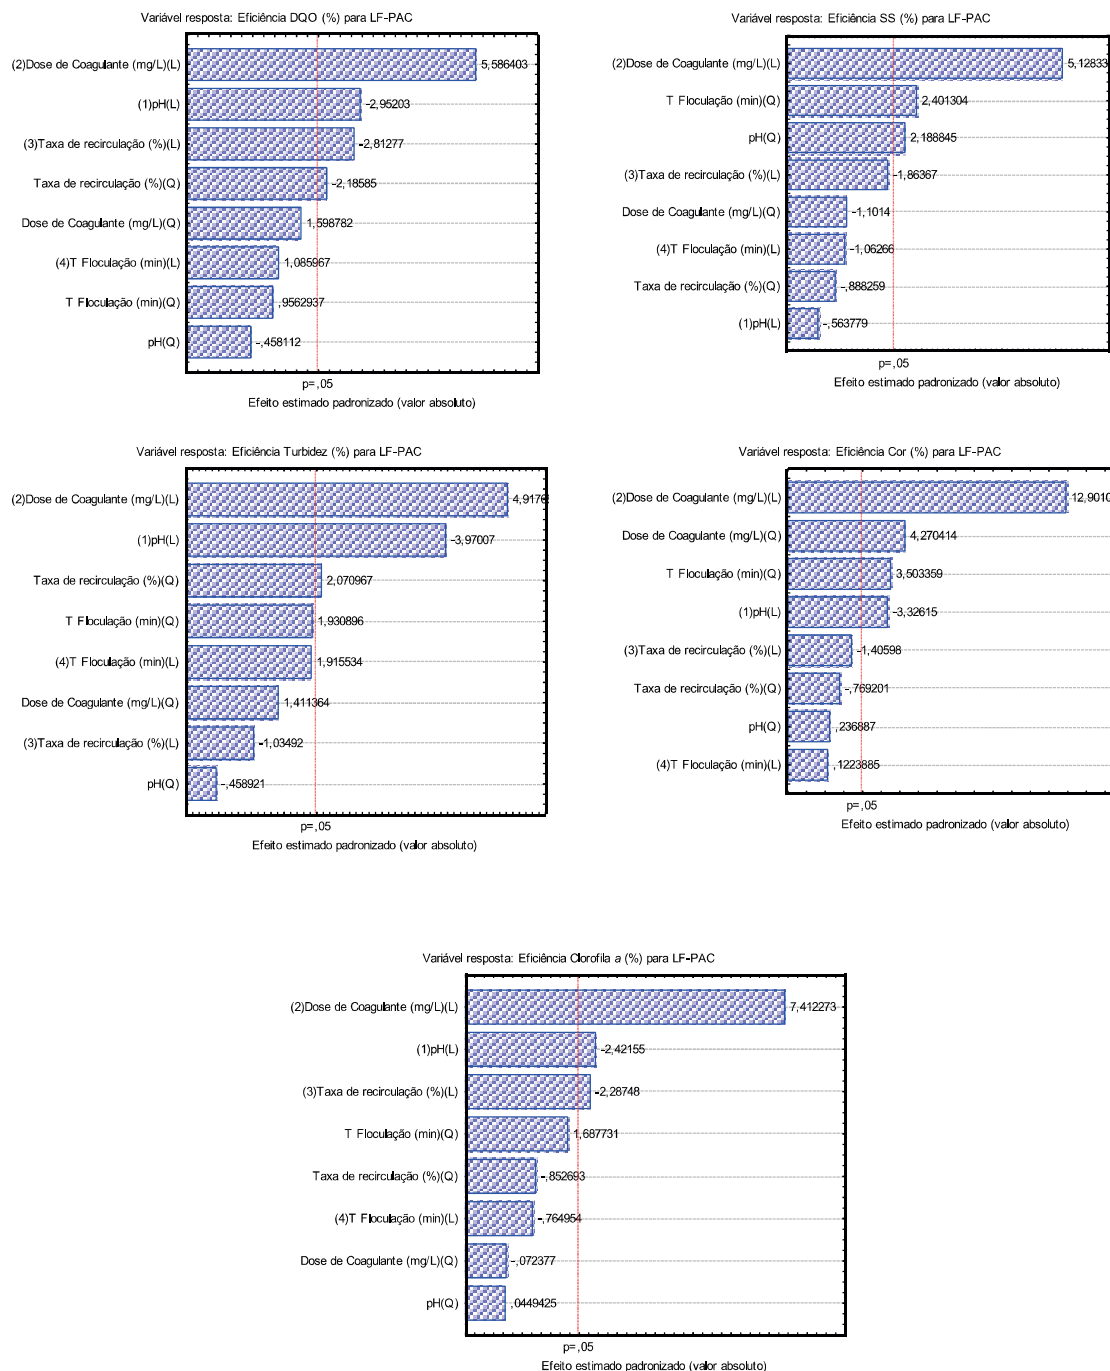 Variável resposta: Eficiência DQO (%) para LF-PAC
(2)Dose de Coagulante (mg/L)(L)
5,586403
(1)pH(L)
-2,95203
(3)Taxa de recirculação (%)(L)
-2,81277
Taxa de recirculação (%)(Q)
-2,18585
Dose de Coagulante (mg/L)(Q)
1,598782
(4)T Floculação (min)(L)
1,085967
T Floculação (min)(Q)
,9562937
pH(Q)
-,458112
p=,05
Efeito estimado padronizado (valor absoluto)
Variável resposta: Eficiência SS (%) para LF-PAC
(2)Dose de Coagulante (mg/L)(L)
5,12833
T Floculação (min)(Q)
2,401304
pH(Q)
2,188845
(3)Taxa de recirculação (%)(L)
-1,86367
Dose de Coagulante (mg/L)(Q)
-1,1014
(4)T Floculação (min)(L)
-1,06266
Taxa de recirculação (%)(Q)
-,888259
(1)pH(L)
-,563779
p=,05
Efeito estimado padronizado (valor absoluto)
Variável resposta: Eficiência Turbidez (%) para LF-PAC
(2)Dose de Coagulante (mg/L)(L)
4,9176
(1)pH(L)
-3,97007
Taxa de recirculação (%)(Q)
2,070967
T Floculação (min)(Q)
1,930896
(4)T Floculação (min)(L)
1,915534
Dose de Coagulante (mg/L)(Q)
1,411364
(3)Taxa de recirculação (%)(L)
-1,03492
pH(Q)
-,458921
p=,05
Efeito estimado padronizado (valor absoluto)
Variável resposta: Eficiência Cor (%) para LF-PAC
(2)Dose de Coagulante (mg/L)(L)
12,9010
Dose de Coagulante (mg/L)(Q)
4,270414
T Floculação (min)(Q)
3,503359
(1)pH(L)
-3,32615
(3)Taxa de recirculação (%)(L)
-1,40598
Taxa de recirculação (%)(Q)
-,769201
pH(Q)
,236887
(4)T Floculação (min)(L)
,1223885
p=,05
Efeito estimado padronizado (valor absoluto)
Variável resposta: Eficiência Clorofila a (%) para LF-PAC
(2)Dose de Coagulante (mg/L)(L)
7,412273
(1)pH(L)
-2,42155
(3)Taxa de recirculação (%)(L)
-2,28748
T Floculação (min)(Q)
1,687731
Taxa de recirculação (%)(Q)
-,852693
(4)T Floculação (min)(L)
-,764954
Dose de Coagulante (mg/L)(Q)
-,072377
pH(Q)
,0449425
p=,05
Efeito estimado padronizado (valor absoluto)